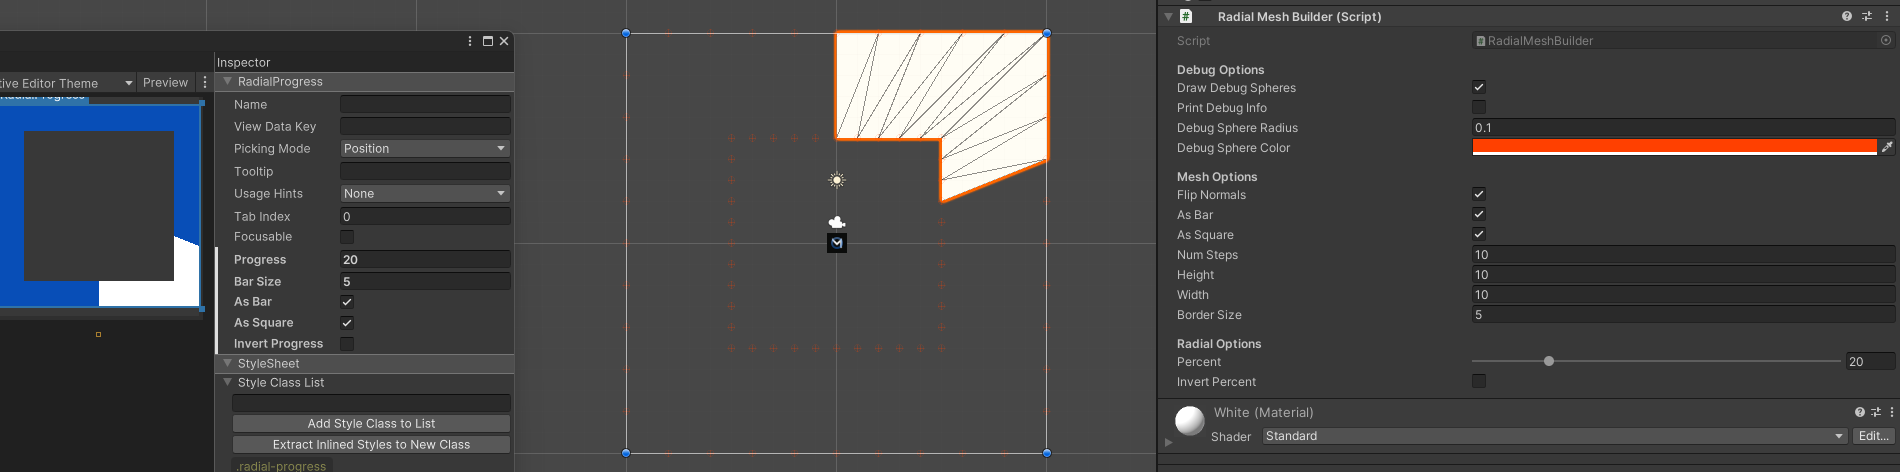 tive Editor Theme
Preview
Inspector
RadialProgress
Name
View Data Key
Picking Mode Position
Tooltip
Usage Hints None
Tab Index 0
Focusable
Progress 20
Bar Size 5
As Bar
As Square
Invert Progress
StyleSheet
Style Class List
Add Style Class to List
Extract Inlined Styles to New Class
.radial-progress
# Radial Mesh Builder (Script)
Script RadialMeshBuilder
Debug Options
Draw Debug Spheres
Print Debug Info
Debug Sphere Radius 0.1
Debug Sphere Color
Mesh Options
Flip Normals
As Bar
As Square
Num Steps 10
Height 10
Width 10
Border Size 5
Radial Options
Percent 20
Invert Percent
White (Material)
Shader Standard Edit...